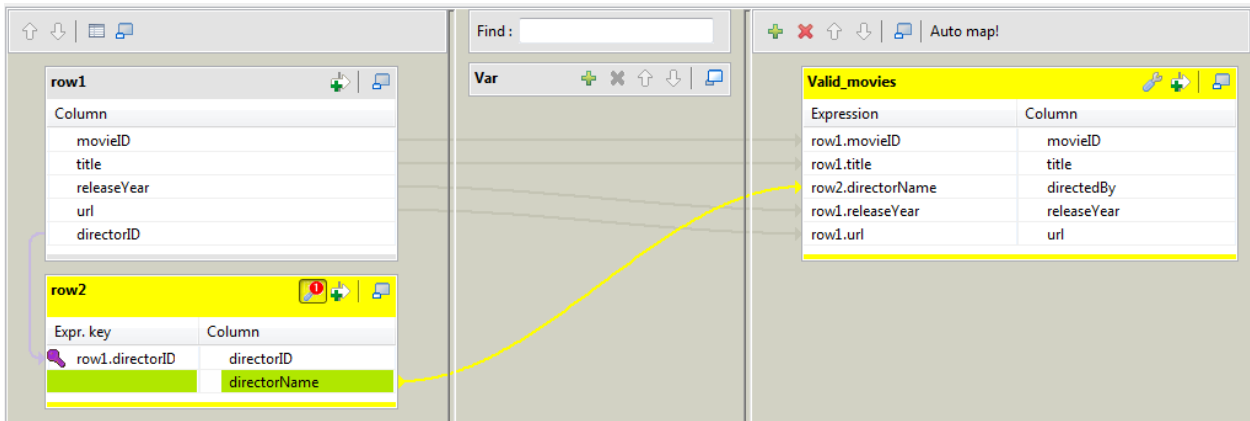 Find :
Auto map!
row1
Column
movieID
title
releaseYear
url
directorID
row2
1
Expr. key Column
row1.directorID directorID
directorName
Var
Valid_movies
Expression Column
row1.movieID movieID
row1.title title
row2.directorName directedBy
row1.releaseYear releaseYear
row1.url url